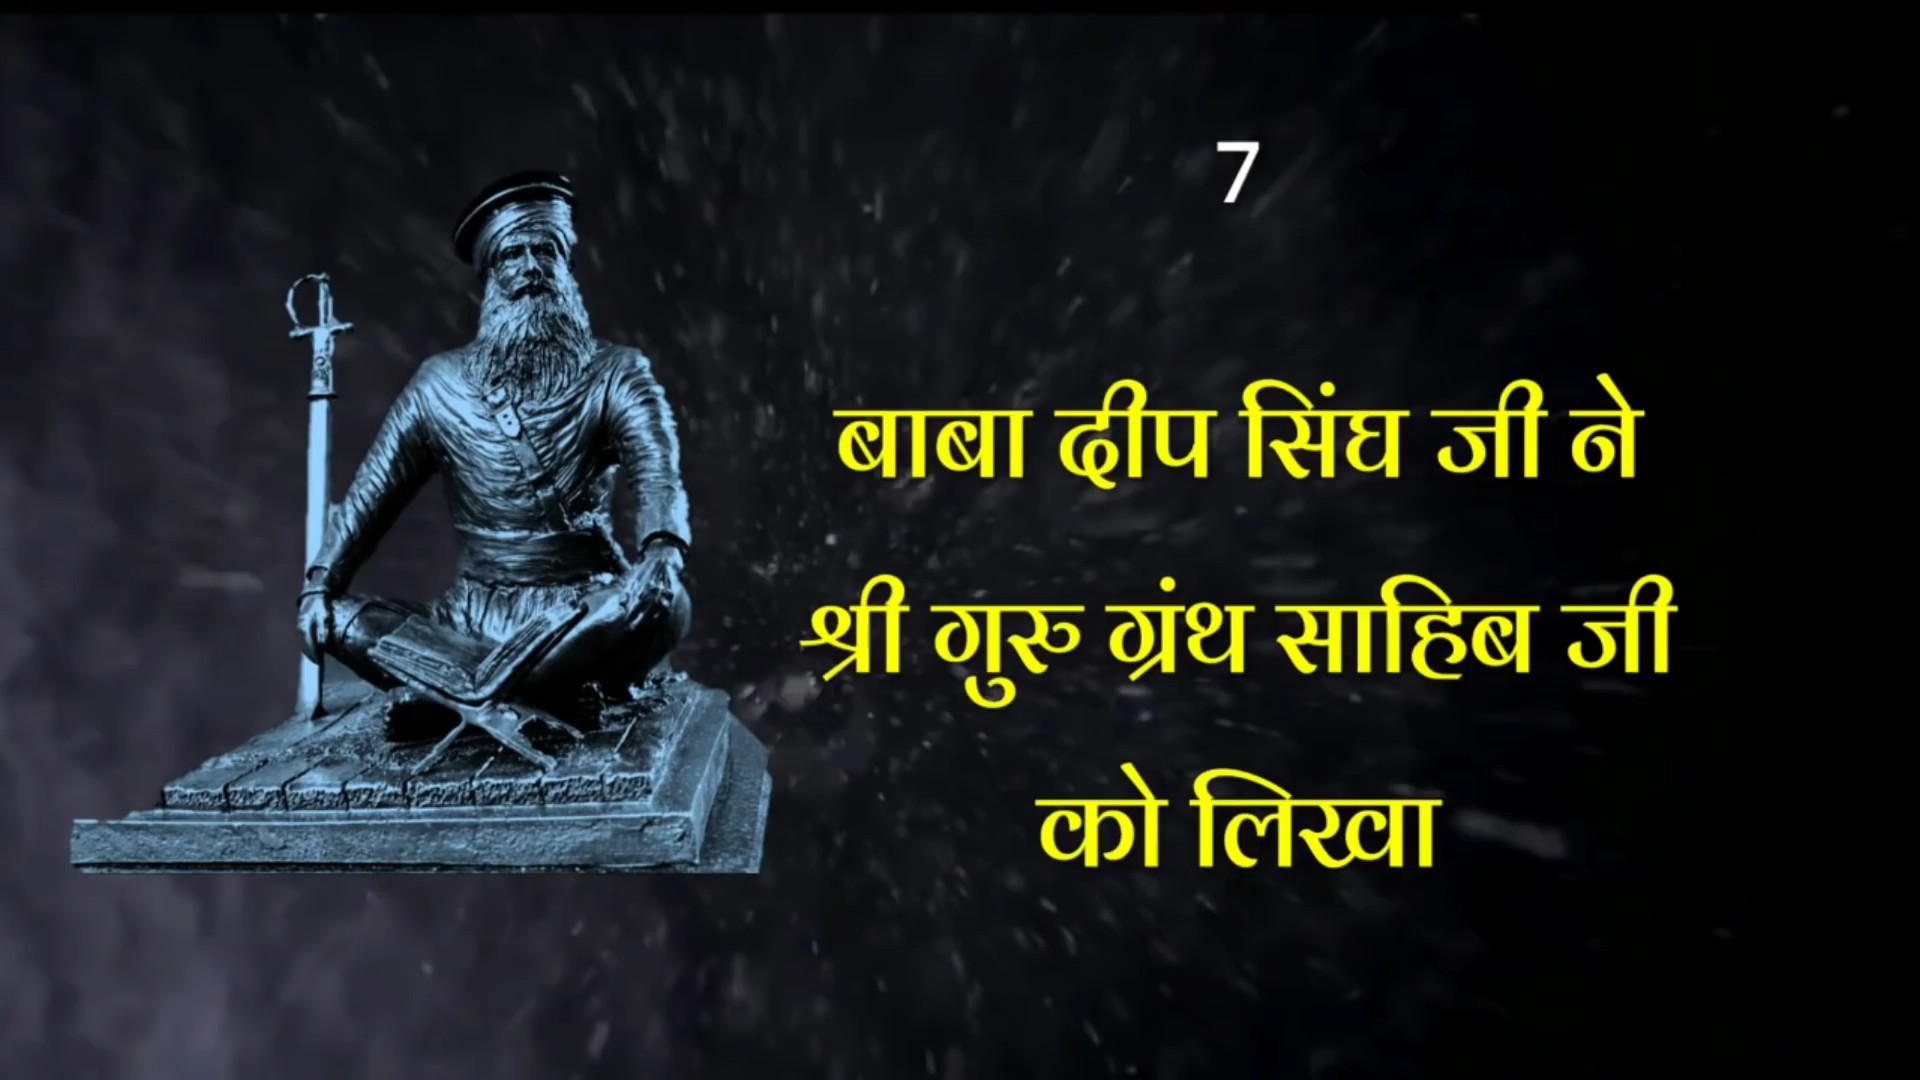 7
बाबा दीप सिंघ जी ने
श्री गुरु ग्रंथ साहिब जी
को लिखा